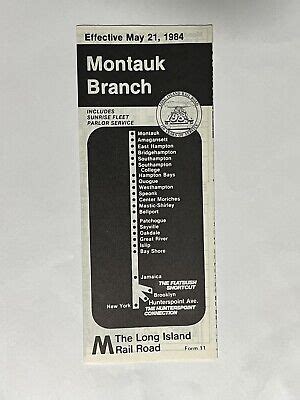 Effective May 21, 1984
Montauk
Branch
INCLUDES
SUNRISE FLEET
PARLOR SERVICE
Montauk
Amagansett
East Hampton
Bridgehampton
Southampton
Southampton
College
Hampton Bays
Quogue
Westhampton
Speonk
Center Moriches
Mastic-Shirley
Bellport
Patchogue
Sayville
Oakdale
Great River
Islip
Bay Shore
Jamaica
THE FLATBUSH
SHORTCUT
Brooklyn
Hunterspoint Ave.
New York
THE HUNTERSPOINT
CONNECTION
M The Long Island
Rail Road
Form 11